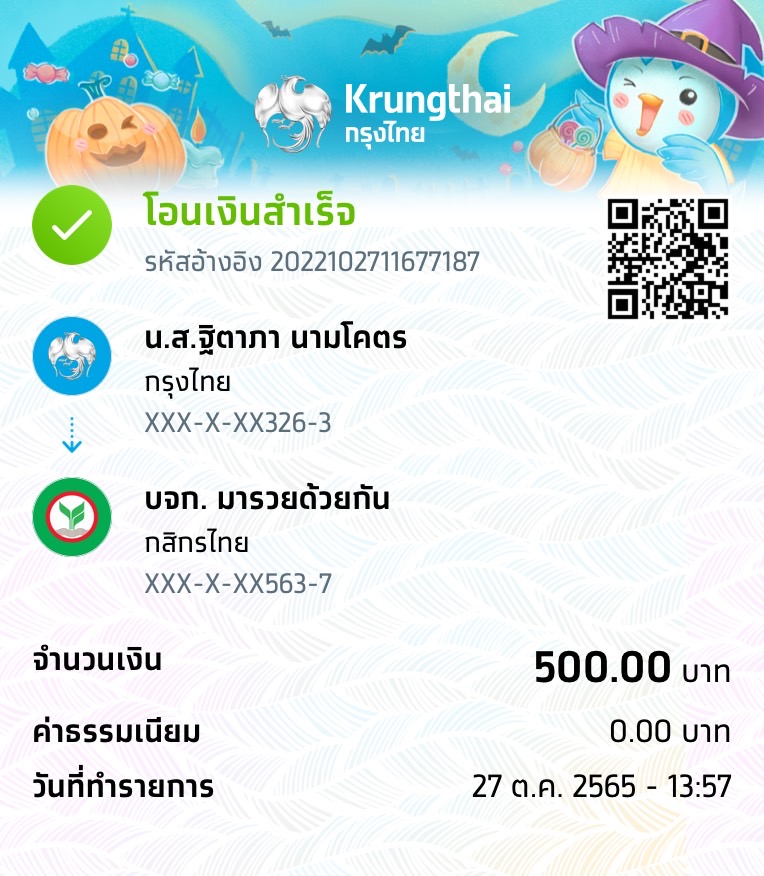 Krungthai
กรุงไทย
โอนเงินสำเร็จ
รหัสอ้างอิง 2022102711677187
น.ส.ฐิตาภา นามโคตร
กรุงไทย
XXX-X-XX326-3
บจก. มารวยด้วยกัน
กสิกรไทย
XXX-X-XX563-7
จำนวนเงิน 500.00 บาท
ค่าธรรมเนียม 0.00 บาท
วันที่ทำรายการ 27 ต.ค. 2565 - 13:57